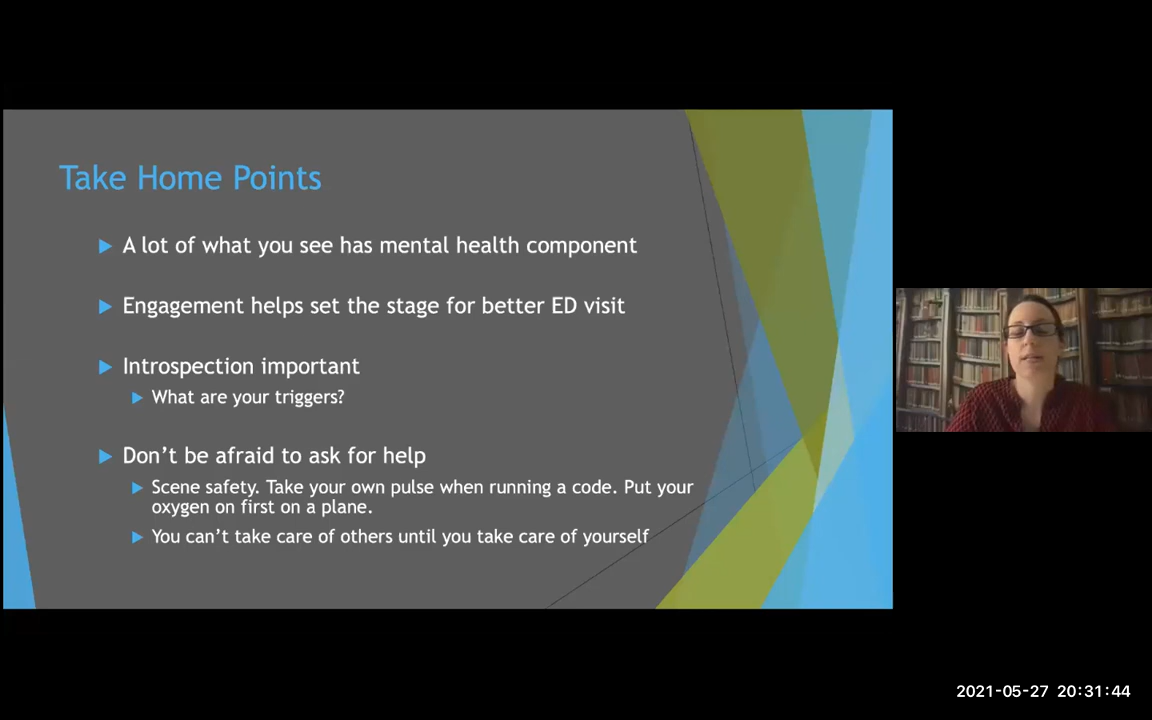 Take Home Points
A lot of what you see has mental health component
Engagement helps set the stage for better ED visit
Introspection important
What are your triggers?
Don't be afraid to ask for help
Scene safety. Take your own pulse when running a code. Put your
oxygen on first on a plane.
You can't take care of others until you take care of yourself
2021-05-27 20:31:44